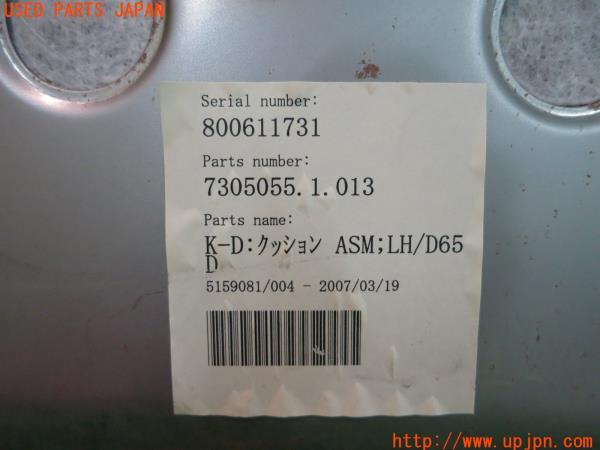 USED PARTS JAPAN
Serial number:
800611731
Parts number:
7305055.1.013
Parts name:
K-D:ｸｯｼｮﾝ ASM;LH/D65
D
5159081/004 - 2007/03/19
http://www.upjpn.com/